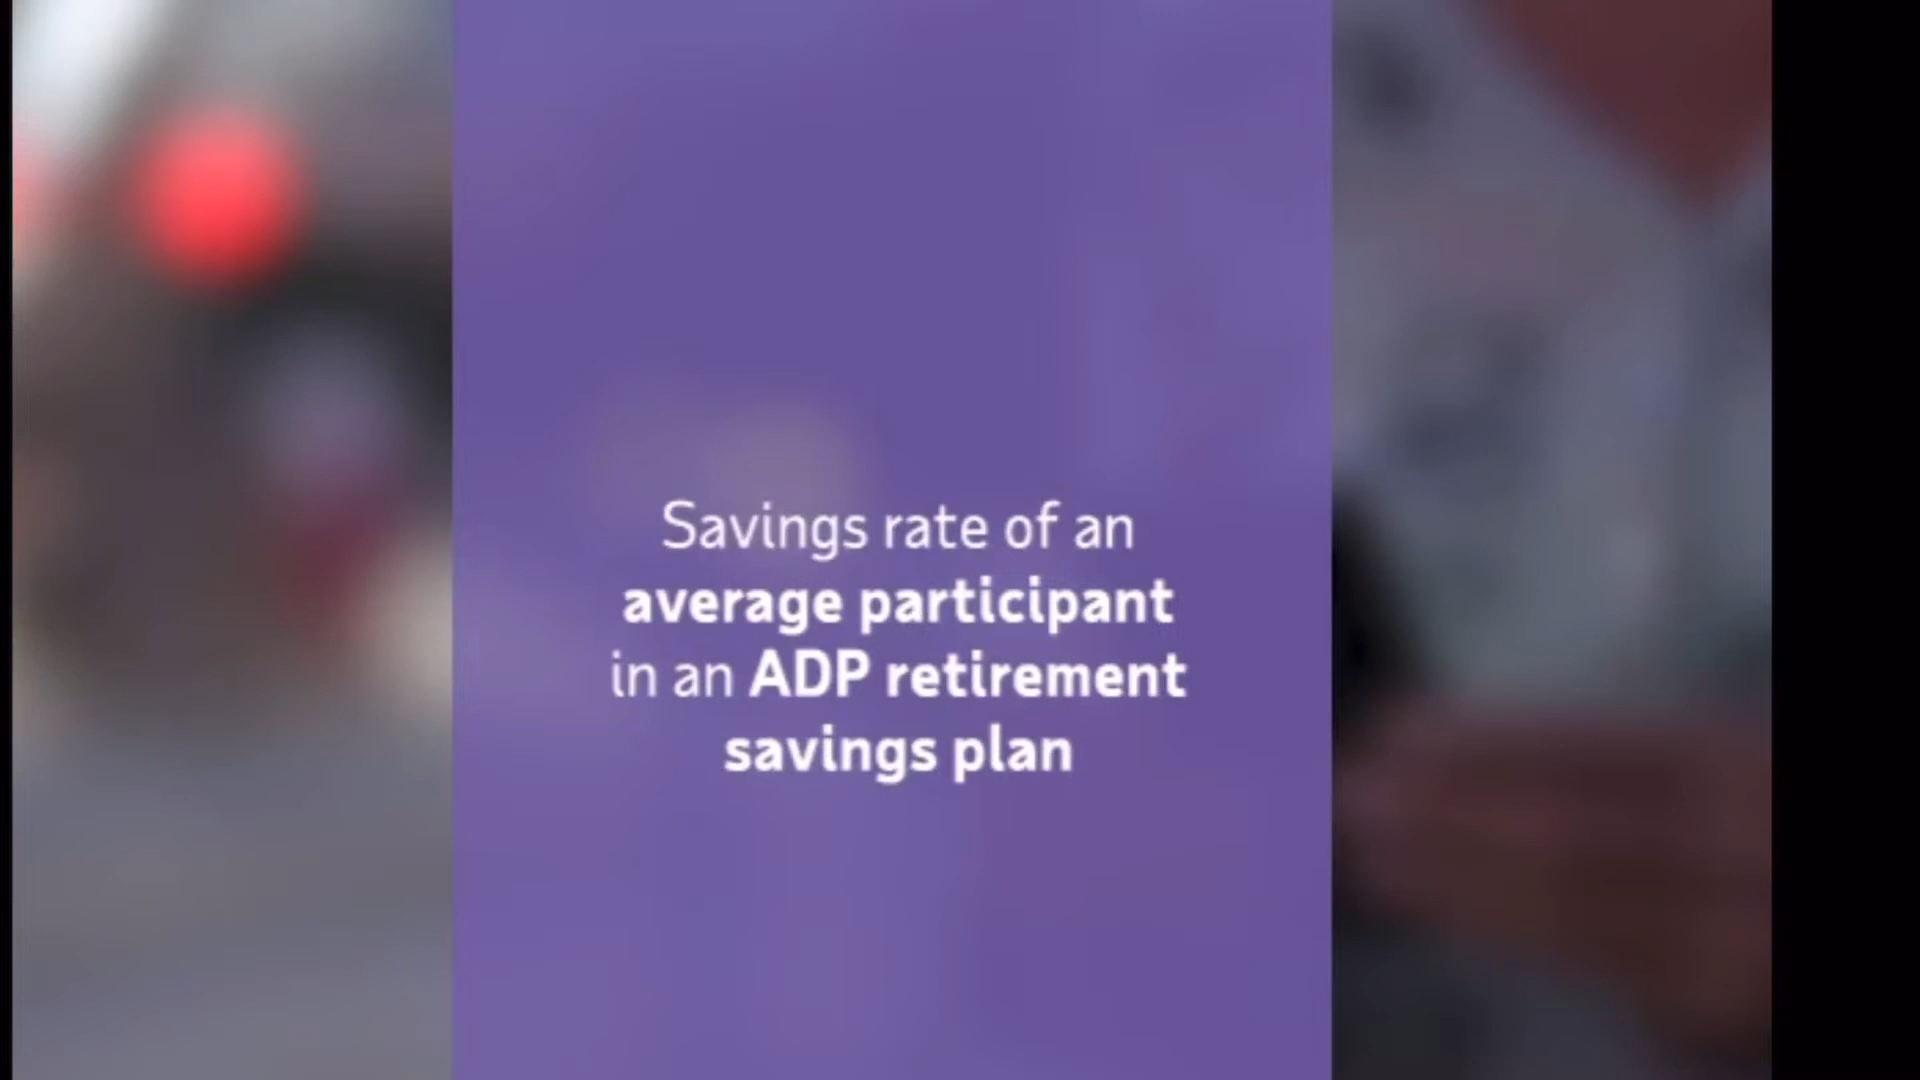 Savings rate of an
average participant
in an ADP retirement
savings plan